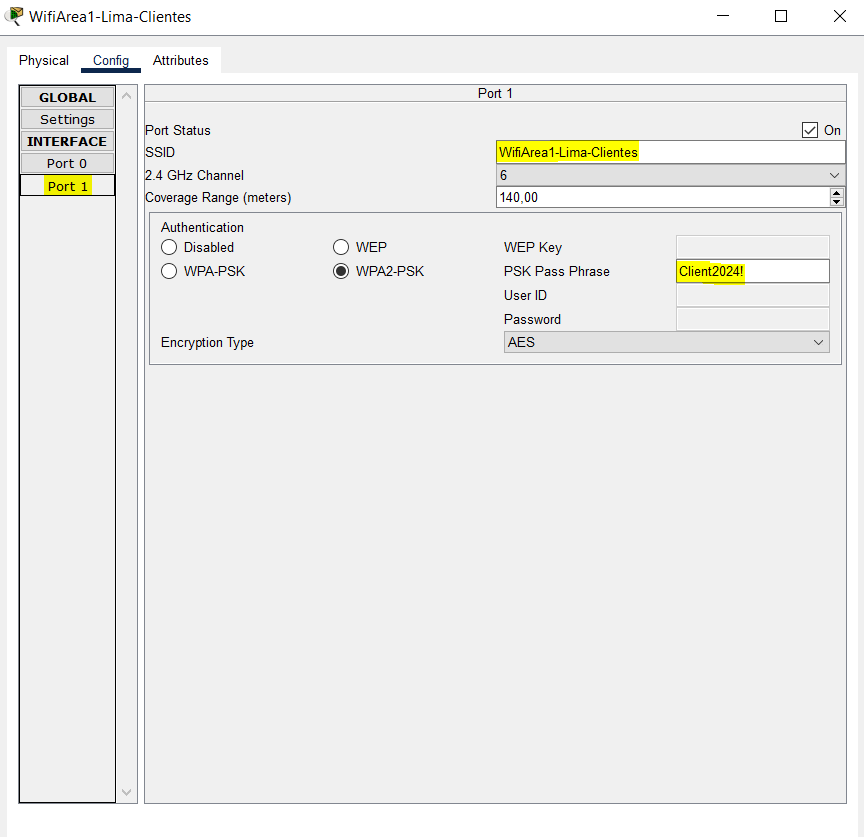 WifiArea1-Lima-Clientes
Physical Config Attributes
GLOBAL
Settings
INTERFACE
Port 0
Port 1
Port 1
Port Status On
SSID WifiArea1-Lima-Clientes
2.4 GHz Channel 6
Coverage Range (meters) 140,00
Authentication
Disabled WEP WEP Key
WPA-PSK WPA2-PSK PSK Pass Phrase Client2024!
User ID
Password
Encryption Type AES